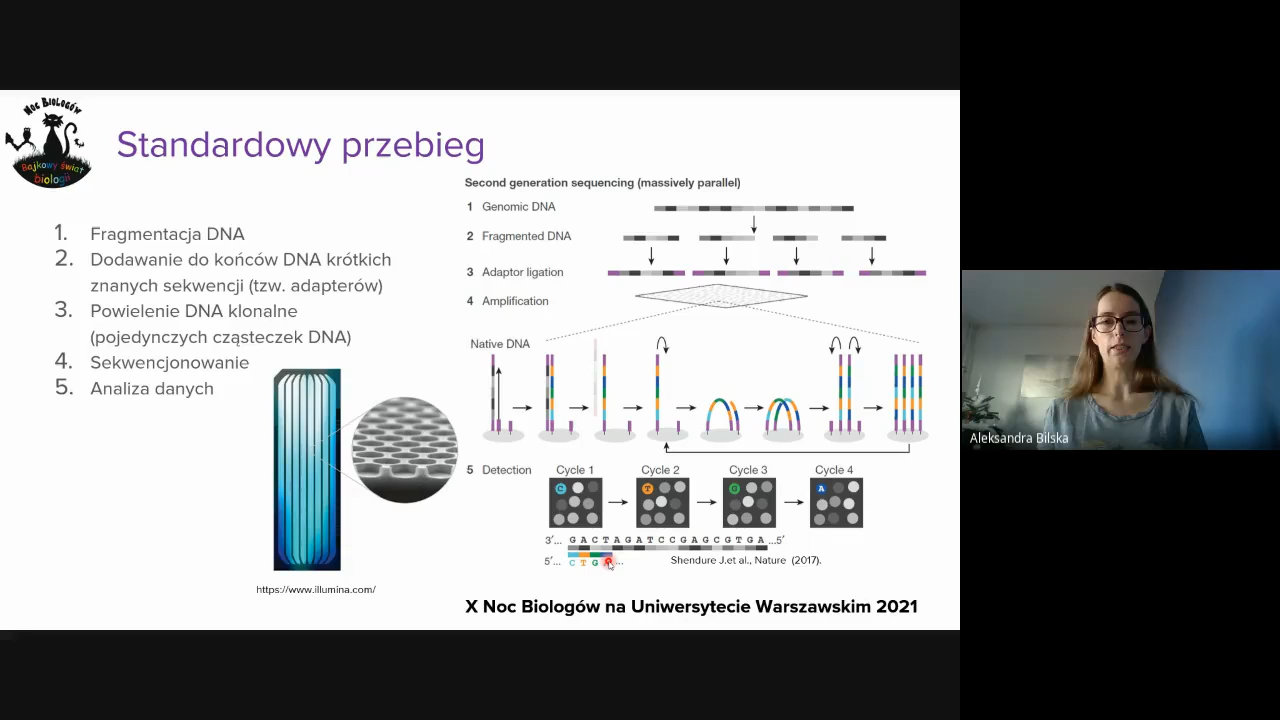 Noc Biologów
Bajkowy świat
biologii
Standardowy przebieg
1. Fragmentacja DNA
2. Dodawanie do końców DNA krótkich
znanych sekwencji (tzw. adapterów)
3. Powielenie DNA klonalne
(pojedynczych cząsteczek DNA)
4. Sekwencjonowanie
5. Analiza danych
https://www.illumina.com/
Second generation sequencing (massively parallel)
1 Genomic DNA
2 Fragmented DNA
3 Adaptor ligation
4 Amplification
Native DNA
5 Detection
Cycle 1 Cycle 2 Cycle 3 Cycle 4
C T G A
3′... G A C T A G A T C C G A G C G T G A ...5′
5′... C T G ...
Shendure J.et al., Nature (2017).
X Noc Biologów na Uniwersytecie Warszawskim 2021
Aleksandra Bilska